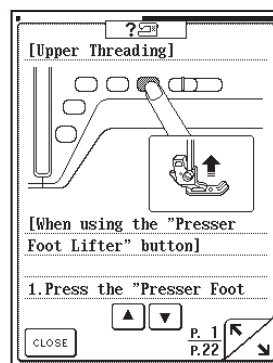 ?
[Upper Threading]
[When using the "Presser
Foot Lifter" button]
1.Press the "Presser Foot
CLOSE
P. 1
P.22